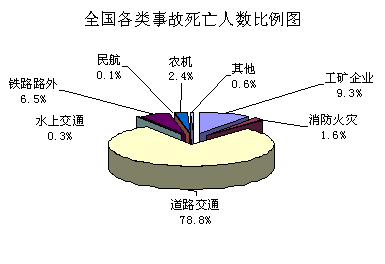 全国各类事故死亡人数比例图
民航
0.1%
农机
2.4%
其他
0.6%
工矿企业
9.3%
铁路路外
6.5%
消防火灾
1.6%
水上交通
0.3%
道路交通
78.8%